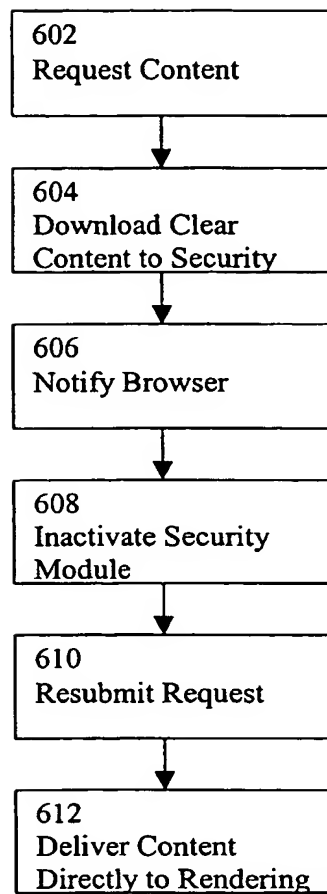 602
Request Content
604
Download Clear
Content to Security
606
Notify Browser
608
Inactivate Security
Module
610
Resubmit Request
612
Deliver Content
Directly to Rendering